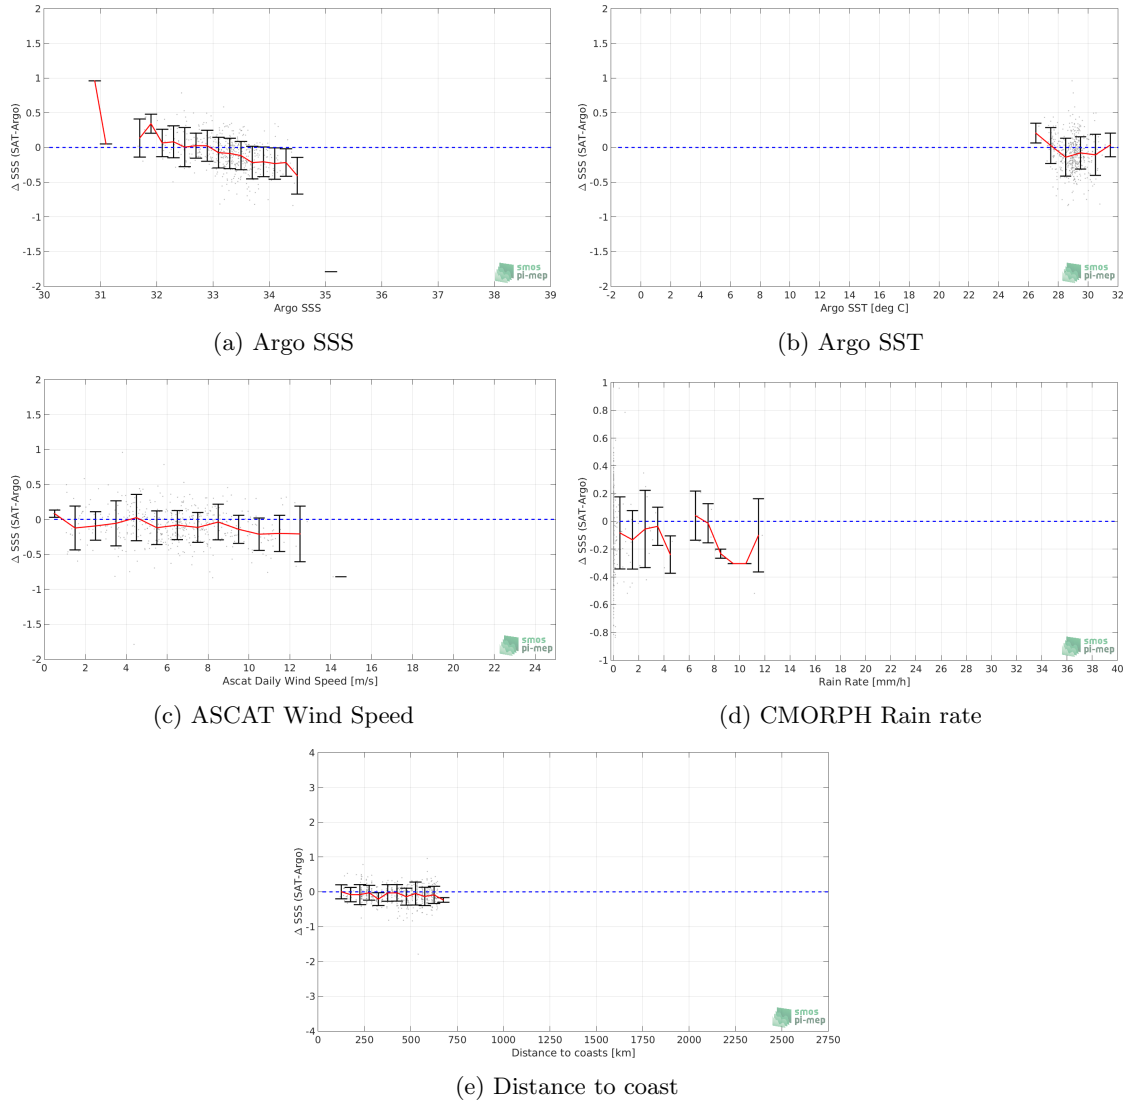 2
1.5
1
0.5
0
-0.5
-1
-1.5
-2
Δ SSS (SAT-Argo)
30 31 32 33 34 35 36 37 38 39
Argo SSS
smos
pi-mep
(a) Argo SSS
2
1.5
1
0.5
0
-0.5
-1
-1.5
-2
Δ SSS (SAT-Argo)
-2 0 2 4 6 8 10 12 14 16 18 20 22 24 26 28 30 32
Argo SST [deg C]
smos
pi-mep
(b) Argo SST
2
1.5
1
0.5
0
-0.5
-1
-1.5
-2
Δ SSS (SAT-Argo)
0 2 4 6 8 10 12 14 16 18 20 22 24
Ascat Daily Wind Speed [m/s]
smos
pi-mep
(c) ASCAT Wind Speed
1
0.8
0.6
0.4
0.2
0
-0.2
-0.4
-0.6
-0.8
-1
Δ SSS (SAT-Argo)
0 2 4 6 8 10 12 14 16 18 20 22 24 26 28 30 32 34 36 38 40
Rain Rate [mm/h]
smos
pi-mep
(d) CMORPH Rain rate
4
3
2
1
0
-1
-2
-3
-4
Δ SSS (SAT-Argo)
0 250 500 750 1000 1250 1500 1750 2000 2250 2500 2750
Distance to coasts [km]
smos
pi-mep
(e) Distance to coast